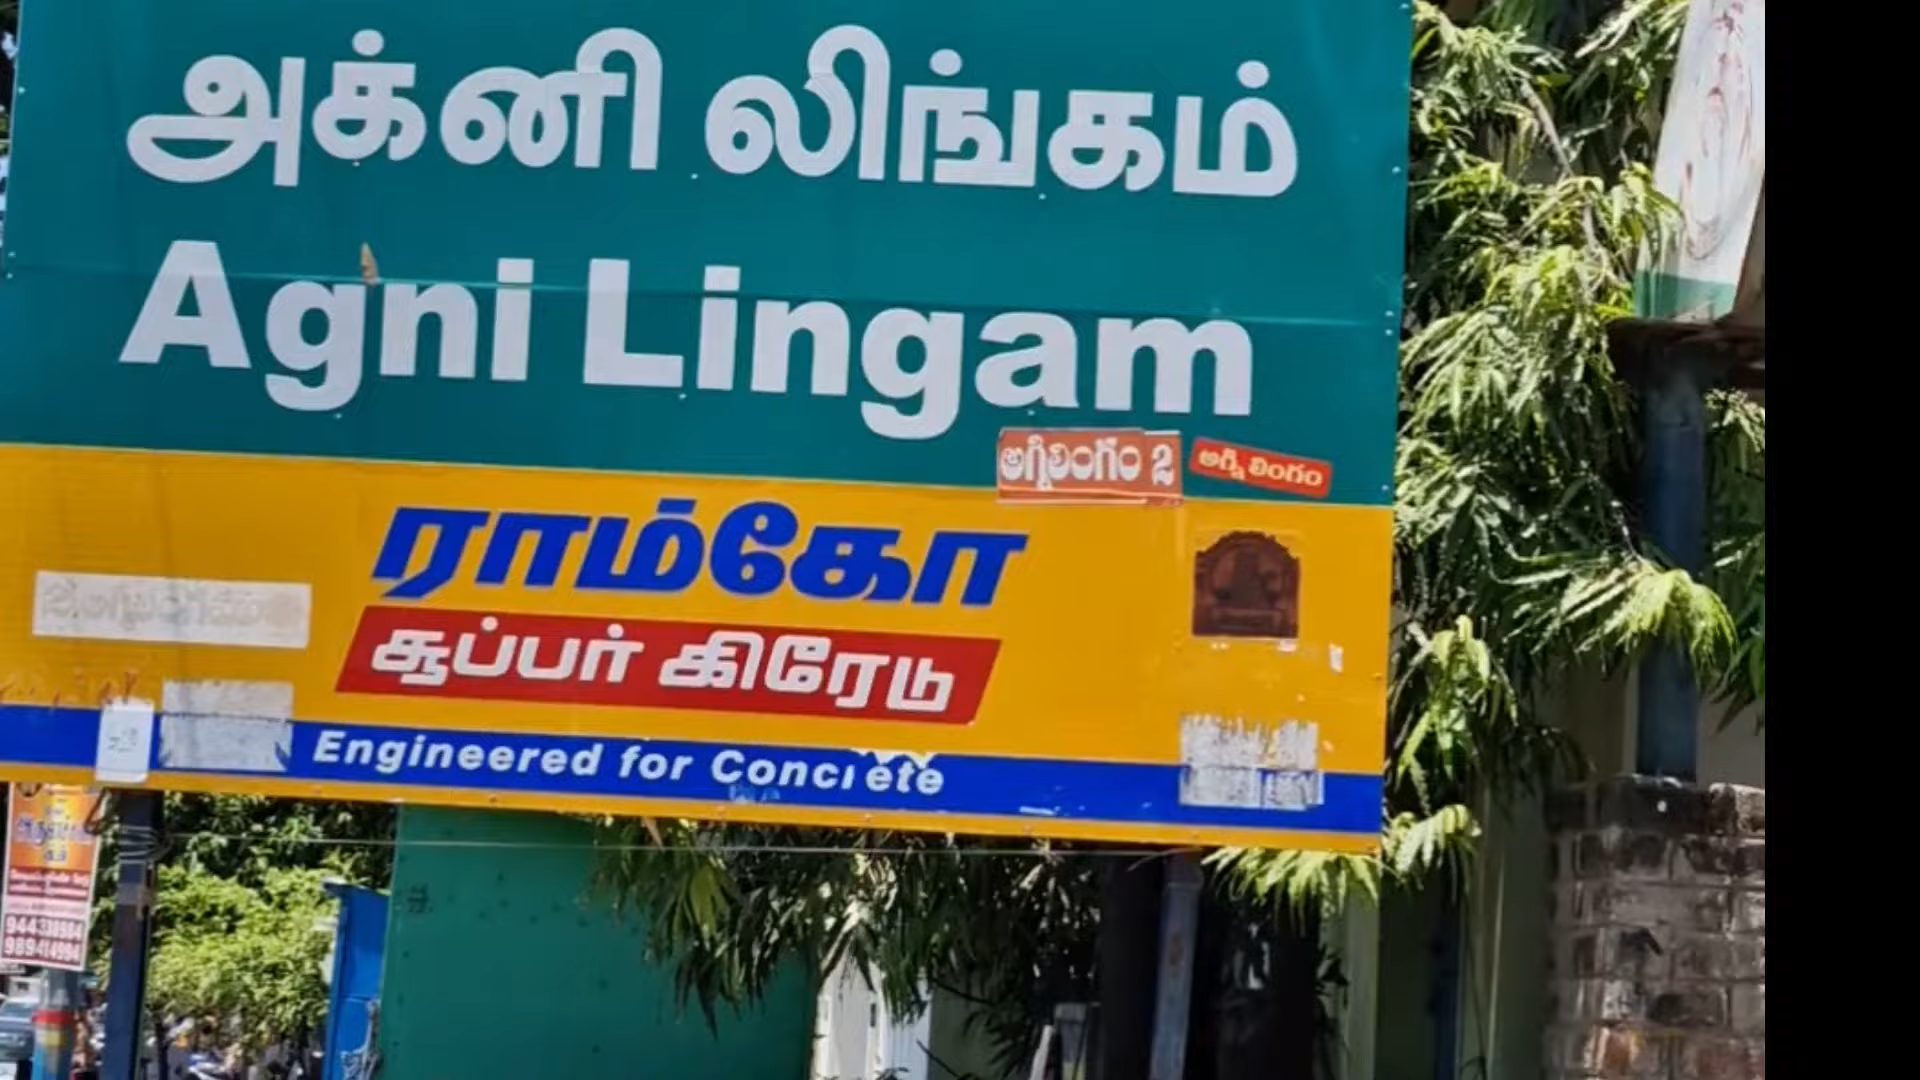 அக்னி லிங்கம்
Agni Lingam
అగ్నిలింగం 2
అగ్ని లింగం
ராம்கோ
சூப்பர் கிரேடு
Engineered for Concrete